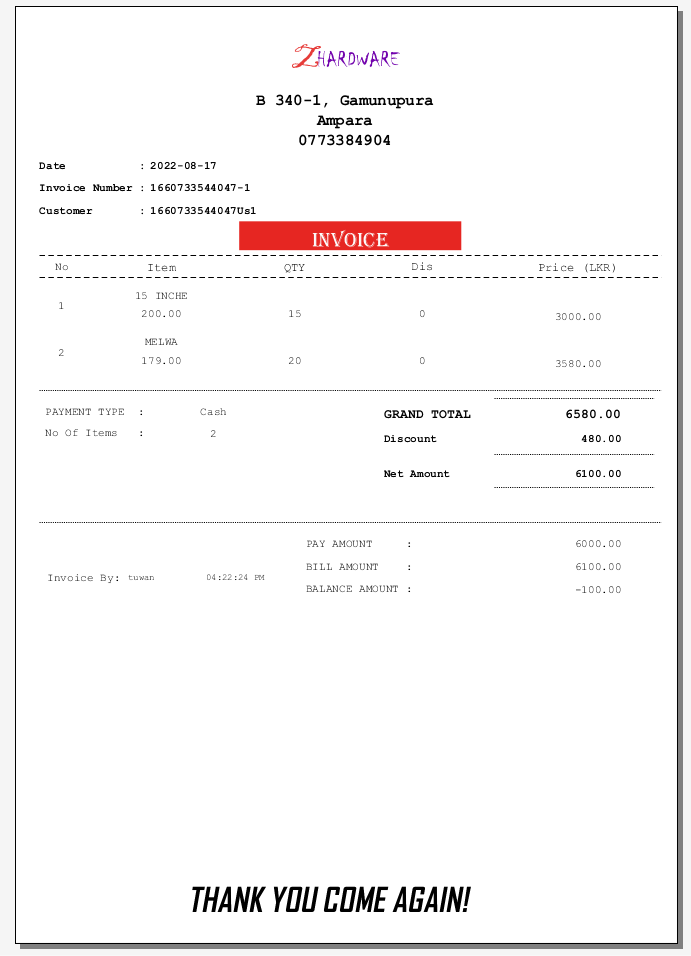 Z HARDWARE
B 340-1, Gamunupura
Ampara
0773384904
Date : 2022-08-17
Invoice Number : 1660733544047-1
Customer : 1660733544047Us1
INVOICE
No Item QTY Dis Price (LKR)
15 INCHE
1 200.00 15 0 3000.00
MELWA
2 179.00 20 0 3580.00
PAYMENT TYPE : Cash GRAND TOTAL 6580.00
No Of Items : 2 Discount 480.00
Net Amount 6100.00
PAY AMOUNT : 6000.00
BILL AMOUNT : 6100.00
Invoice By: tuwan 04:22:24 PM
BALANCE AMOUNT : -100.00
THANK YOU COME AGAIN!